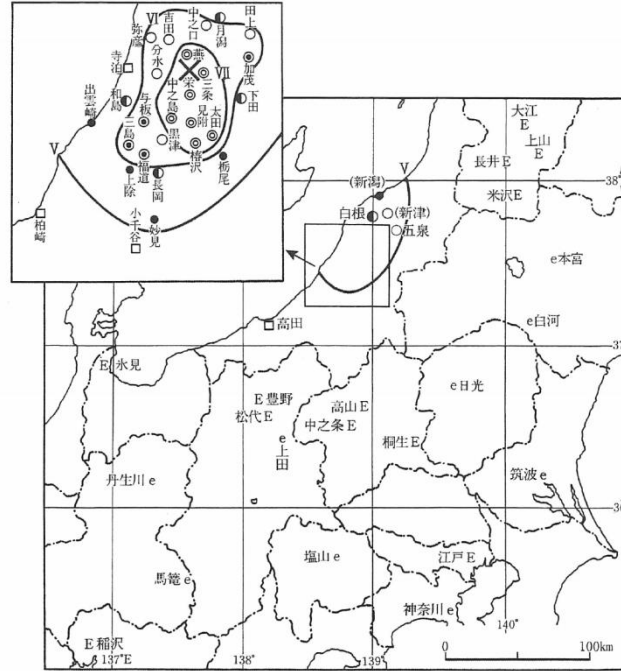 Ⅵ
Ⅶ
Ⅴ
弥彦
吉田
中之口
月潟
田上
寺泊
分水
燕
加茂
出雲崎
和島
与板
中之島
栄
三条
下田
見附
太田
三島
黒津
福道
椿沢
栃尾
上除
長岡
柏崎
小千谷
妙見
大江
E
上山
E
長井E
米沢E
38°
Ⅴ
(新潟)
白根
(新津)
五泉
e本宮
e白河
高田
37
E 氷見
E 豊野
松代E
e
上田
高山E
中之条E
桐生E
e日光
筑波e
丹生川e
36
塩山e
江戸E
馬篭e
神奈川e
E 稲沢
137°E
138°
139°
140°
0
100km